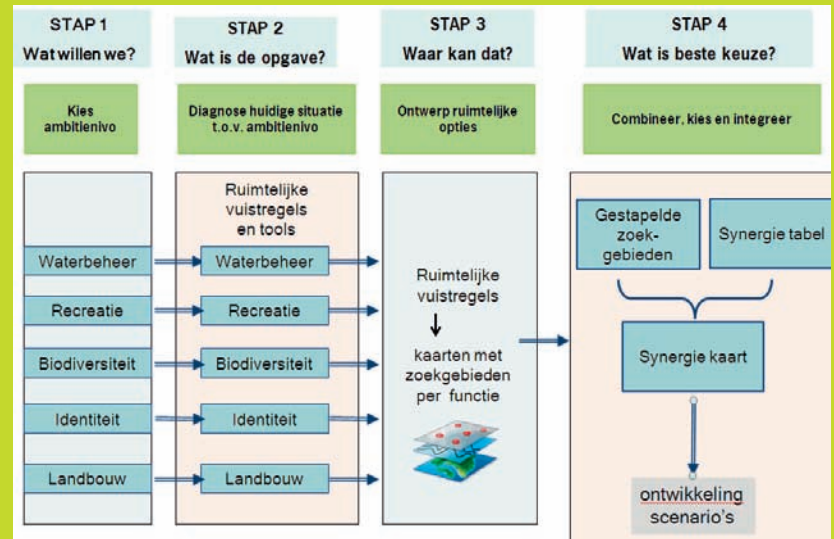 STAP 1
Wat willen we?
STAP 2
Wat is de opgave?
STAP 3
Waar kan dat?
STAP 4
Wat is beste keuze?
Kies
ambitienivo
Diagnose huidige situatie
t.o.v. ambitienivo
Ontwerp ruimtelijke
opties
Combineer, kies en integreer
Waterbeheer
Recreatie
Biodiversiteit
Identiteit
Landbouw
Ruimtelijke
vuistregels
en tools
Waterbeheer
Recreatie
Biodiversiteit
Identiteit
Landbouw
Ruimtelijke
vuistregels
kaarten met
zoekgebieden
per functie
Gestapelde
zoek-
gebieden
Synergie tabel
Synergie kaart
ontwikkeling
scenario's